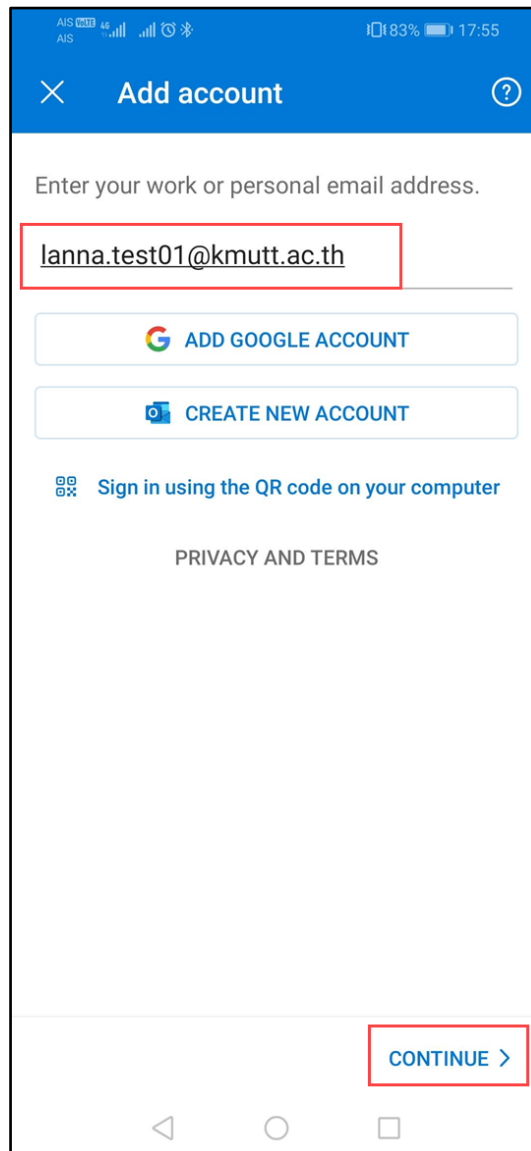 AIS VoLTE 4G 83% 17:55
AIS
Add account
Enter your work or personal email address.
lanna.test01@kmutt.ac.th
ADD GOOGLE ACCOUNT
CREATE NEW ACCOUNT
Sign in using the QR code on your computer
PRIVACY AND TERMS
CONTINUE